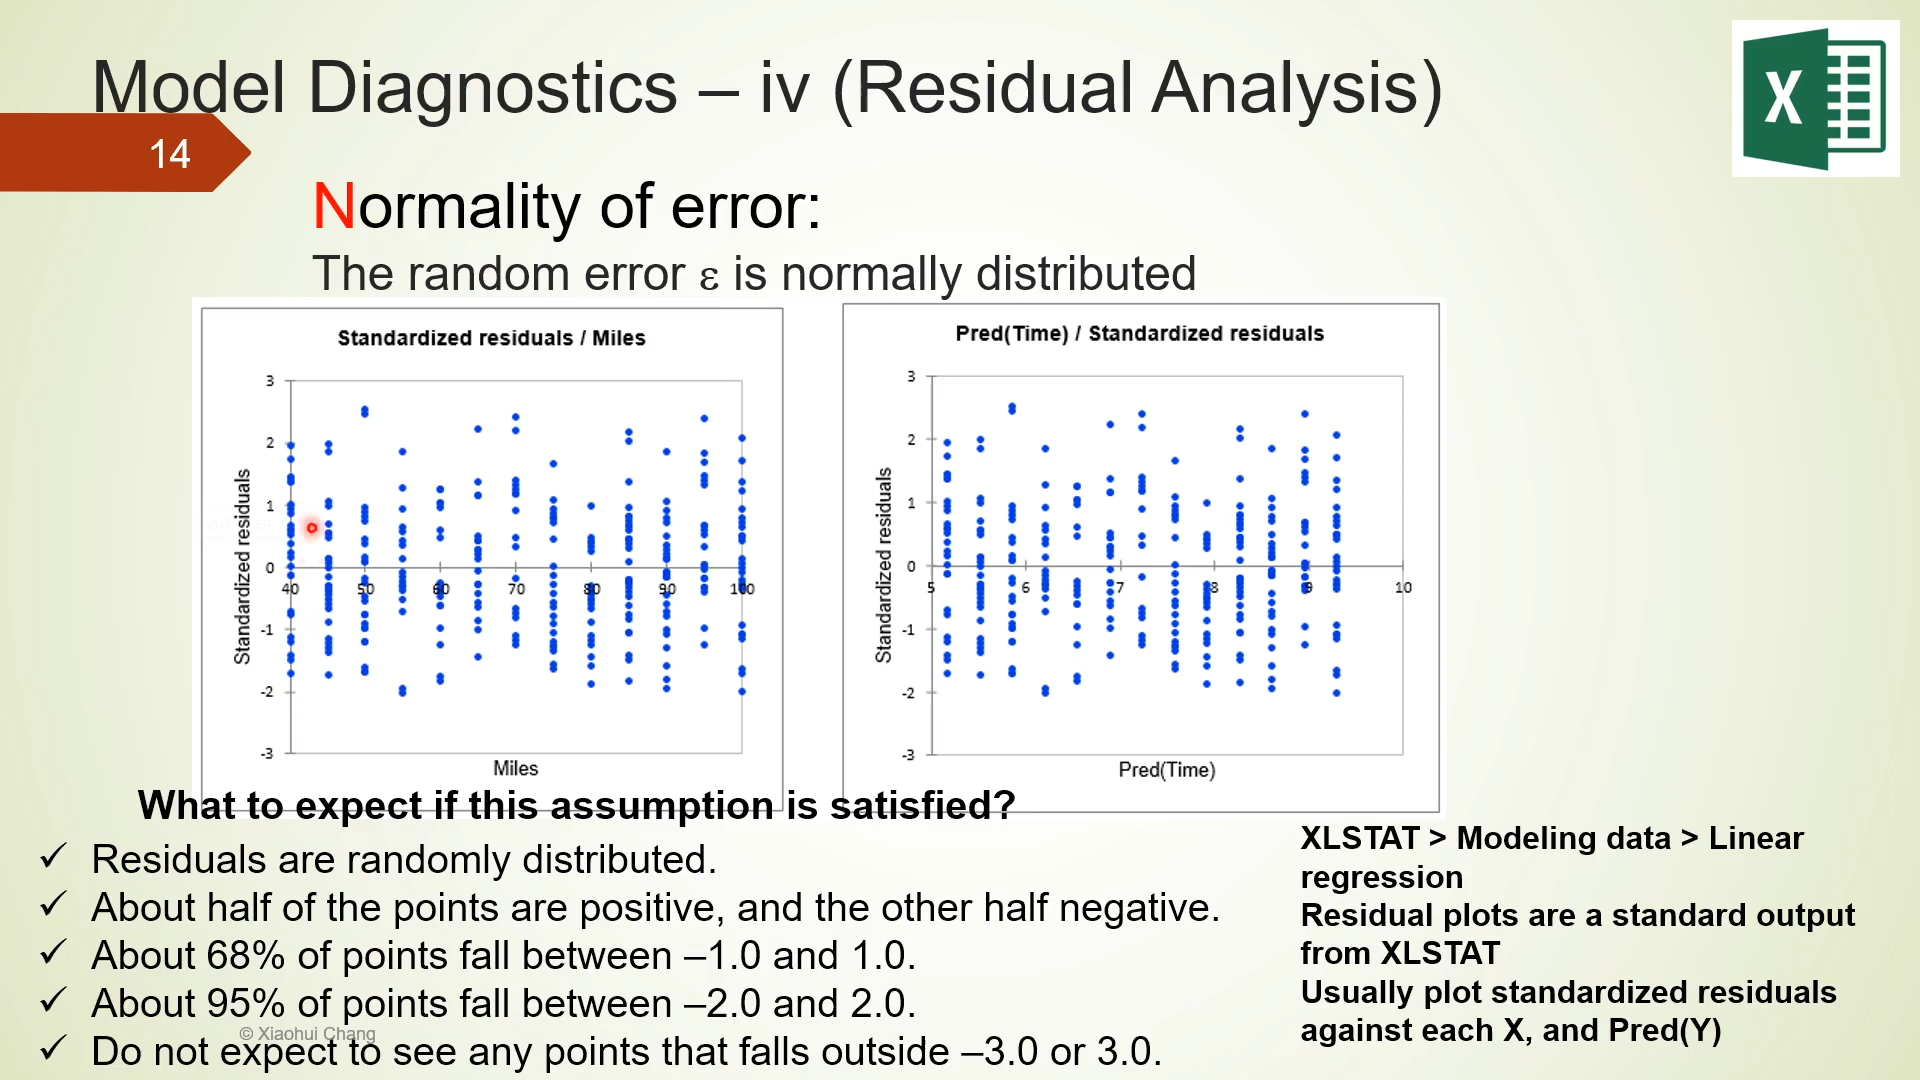 Model Diagnostics – iv (Residual Analysis)
X
14
Normality of error:
The random error ε is normally distributed
Standardized residuals / Miles
3
2
1
0
-1
-2
-3
40
50
60
70
80
90
100
Standardized residuals
Miles
Pred(Time) / Standardized residuals
3
2
1
0
-1
-2
-3
5
6
7
8
9
10
Standardized residuals
Pred(Time)
What to expect if this assumption is satisfied?
✓ Residuals are randomly distributed.
✓ About half of the points are positive, and the other half negative.
✓ About 68% of points fall between –1.0 and 1.0.
✓ About 95% of points fall between –2.0 and 2.0.
© Xiaohui Chang
✓ Do not expect to see any points that falls outside –3.0 or 3.0.
XLSTAT > Modeling data > Linear
regression
Residual plots are a standard output
from XLSTAT
Usually plot standardized residuals
against each X, and Pred(Y)